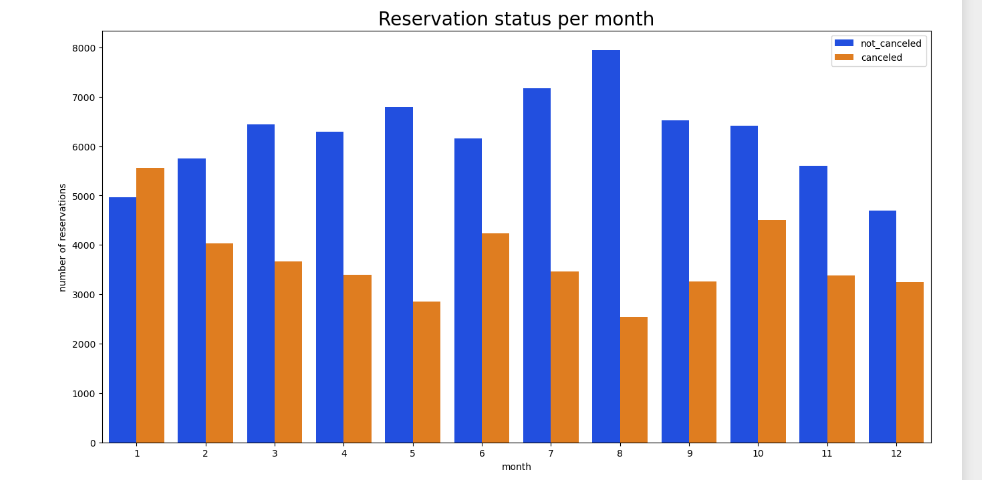 Reservation status per month
not_canceled
canceled
8000
7000
6000
5000
4000
3000
2000
1000
0
number of reservations
1 2 3 4 5 6 7 8 9 10 11 12
month